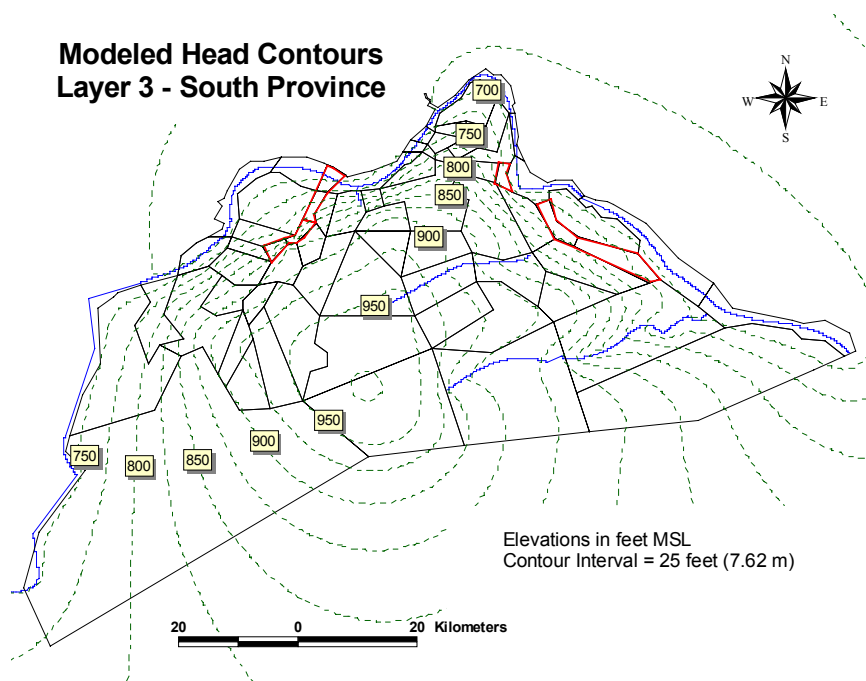 Modeled Head Contours
Layer 3 - South Province
N
W E
S
700
750
800
850
900
950
950
900
850
800
750
Elevations in feet MSL
Contour Interval = 25 feet (7.62 m)
20 0 20 Kilometers